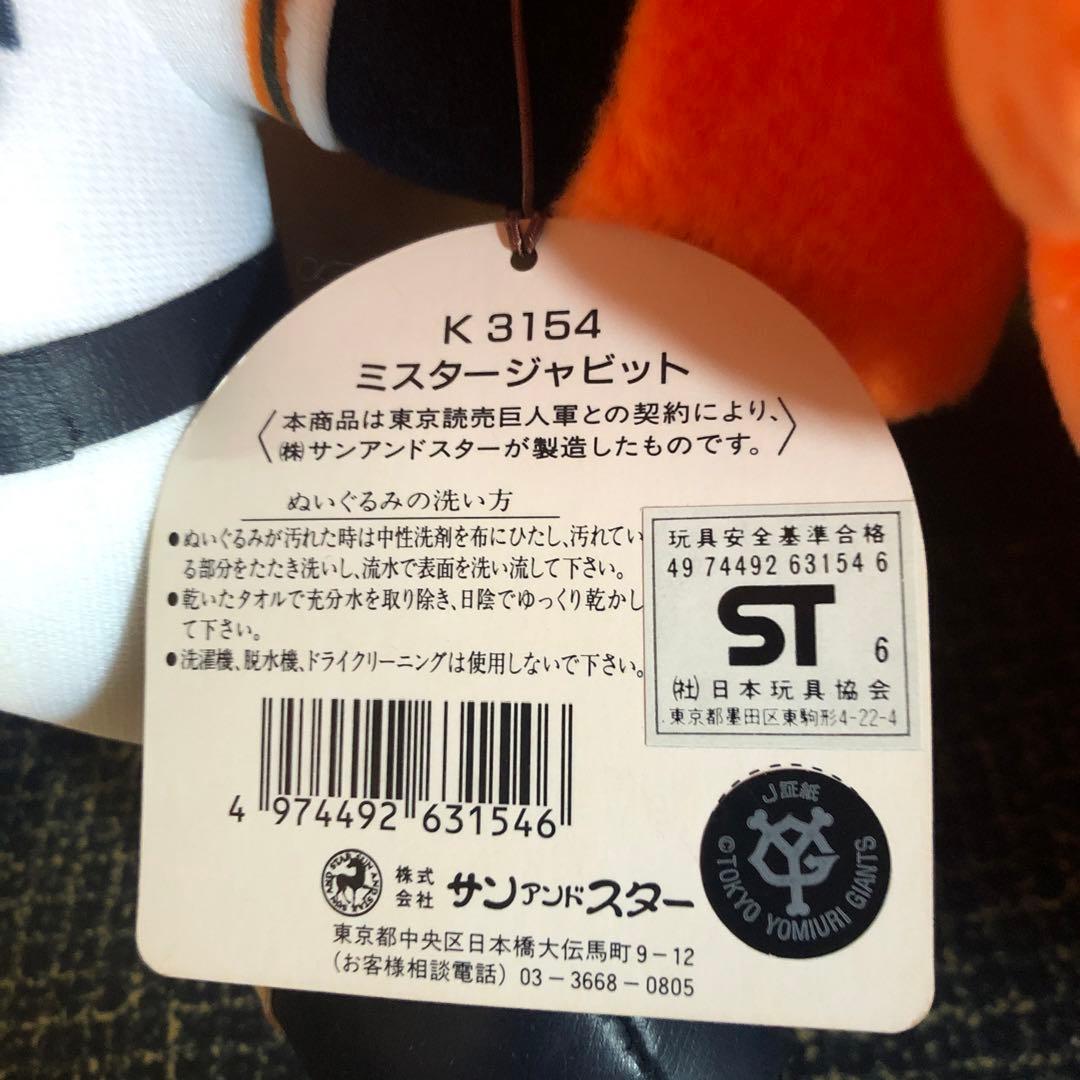 K 3154
ミスタージャビット
〈本商品は東京読売巨人軍との契約により、
㈱サンアンドスターが製造したものです。〉
ぬいぐるみの洗い方
●ぬいぐるみが汚れた時は中性洗剤を布にひたし、汚れてい
る部分をたたき洗いし、流水で表面を洗い流して下さい。
●乾いたタオルで充分水を取り除き、日陰でゆっくり乾かし
て下さい。
●洗濯機、脱水機、ドライクリーニングは使用しないで下さい。
玩具安全基準合格
49 74492 63154 6
ST 6
㈳日本玩具協会
東京都墨田区東駒形4-22-4
4 974492 631546
J証紙
YG
©TOKYO YOMIURI GIANTS
SUN AND STAR SUN AND STAR
株式会社 サンアンドスター
東京都中央区日本橋大伝馬町9-12
(お客様相談電話) 03-3668-0805